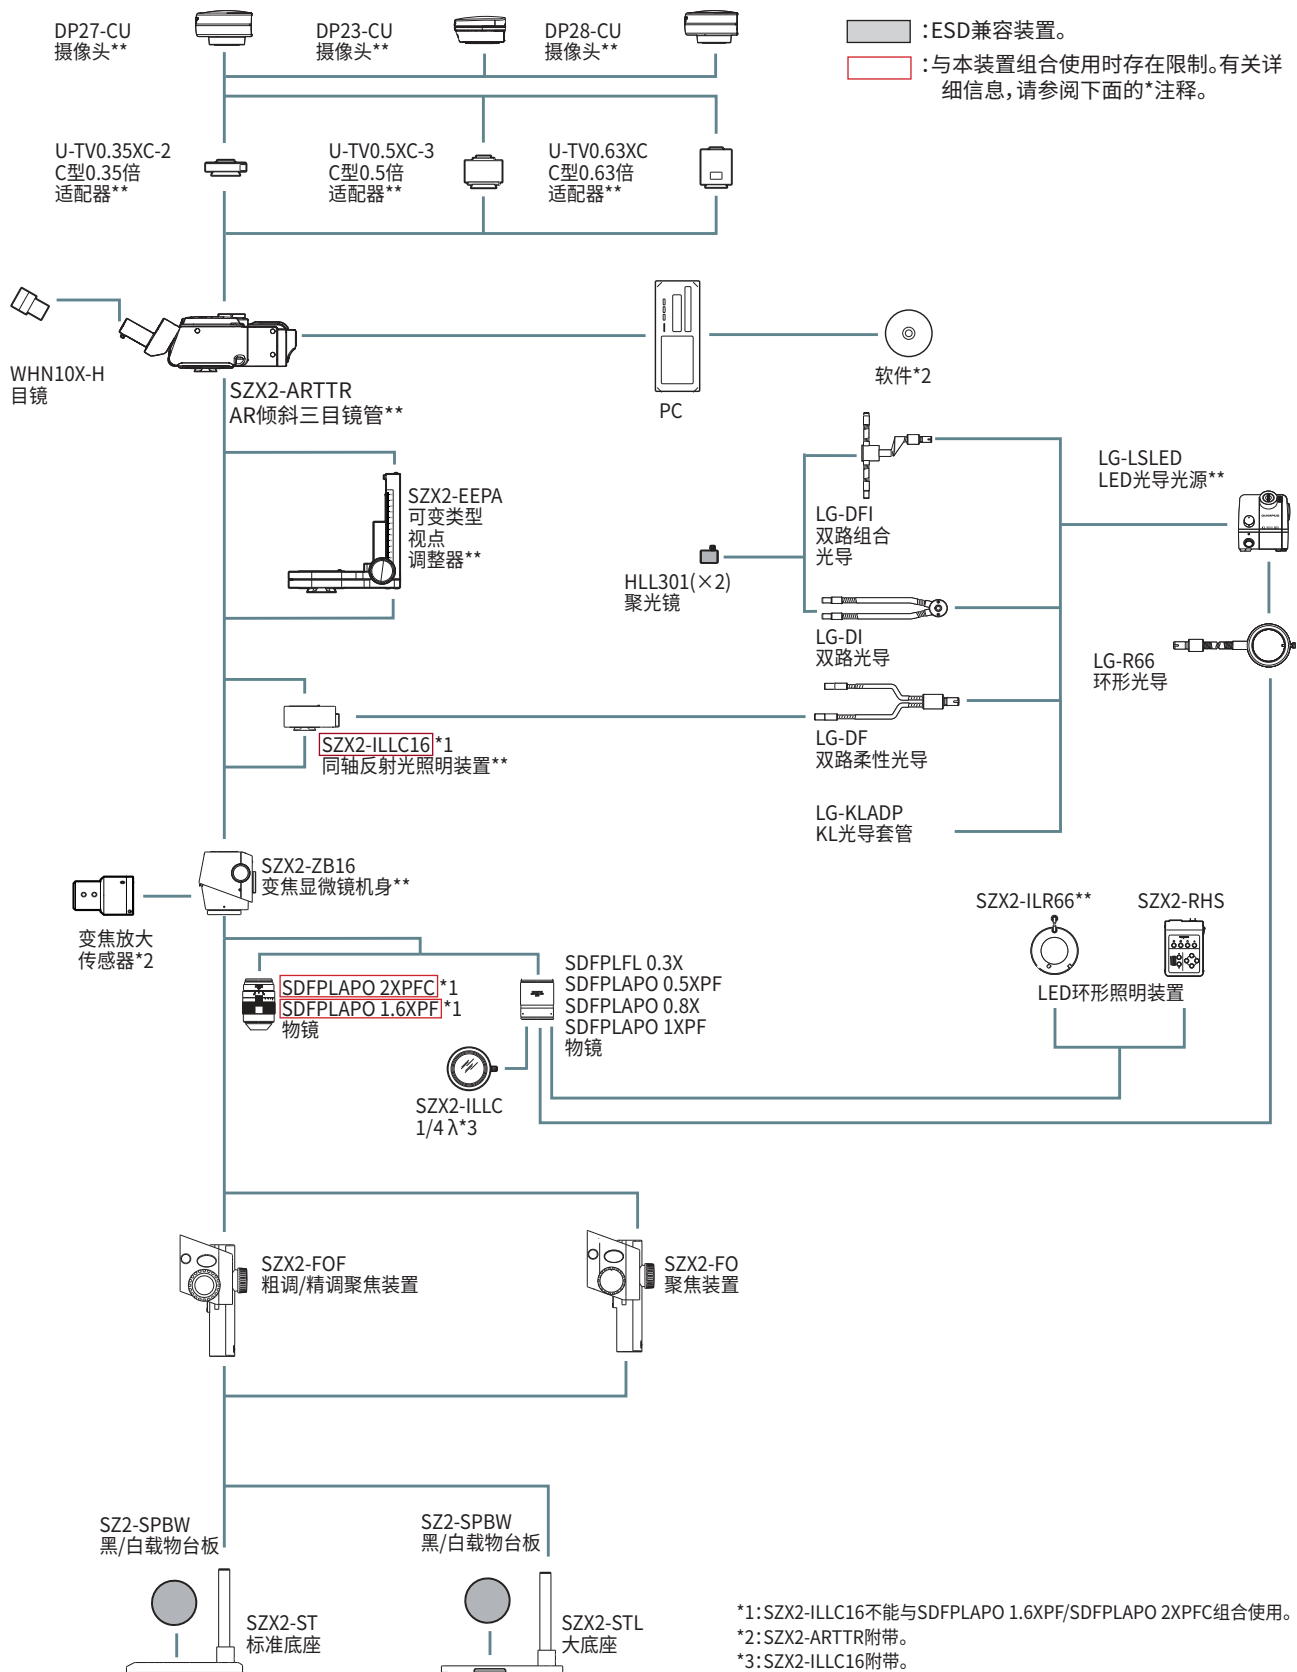 DP27-CU
摄像头**
DP23-CU
摄像头**
DP28-CU
摄像头**
:ESD兼容装置。
:与本装置组合使用时存在限制。有关详
细信息,请参阅下面的*注释。
U-TV0.35XC-2
C型0.35倍
适配器**
U-TV0.5XC-3
C型0.5倍
适配器**
U-TV0.63XC
C型0.63倍
适配器**
WHN10X-H
目镜
SZX2-ARTTR
AR倾斜三目镜管**
PC
软件*2
SZX2-EEPA
可变类型
视点
调整器**
LG-DFI
双路组合
光导
LG-LSLED
LED光导光源**
HLL301(×2)
聚光镜
LG-DI
双路光导
LG-R66
环形光导
SZX2-ILLC16*1
同轴反射光照明装置**
LG-DF
双路柔性光导
LG-KLADP
KL光导套管
SZX2-ZB16
变焦显微镜机身**
变焦放大
传感器*2
SZX2-ILR66**
SZX2-RHS
LED环形照明装置
SDFPLAPO 2XPFC*1
SDFPLAPO 1.6XPF*1
物镜
SDFPLFL 0.3X
SDFPLAPO 0.5XPF
SDFPLAPO 0.8X
SDFPLAPO 1XPF
物镜
SZX2-ILLC
1/4 λ*3
SZX2-FOF
粗调/精调聚焦装置
SZX2-FO
聚焦装置
SZ2-SPBW
黑/白载物台板
SZ2-SPBW
黑/白载物台板
SZX2-ST
标准底座
SZX2-STL
大底座
*1:SZX2-ILLC16不能与SDFPLAPO 1.6XPF/SDFPLAPO 2XPFC组合使用。
*2:SZX2-ARTTR附带。
*3:SZX2-ILLC16附带。